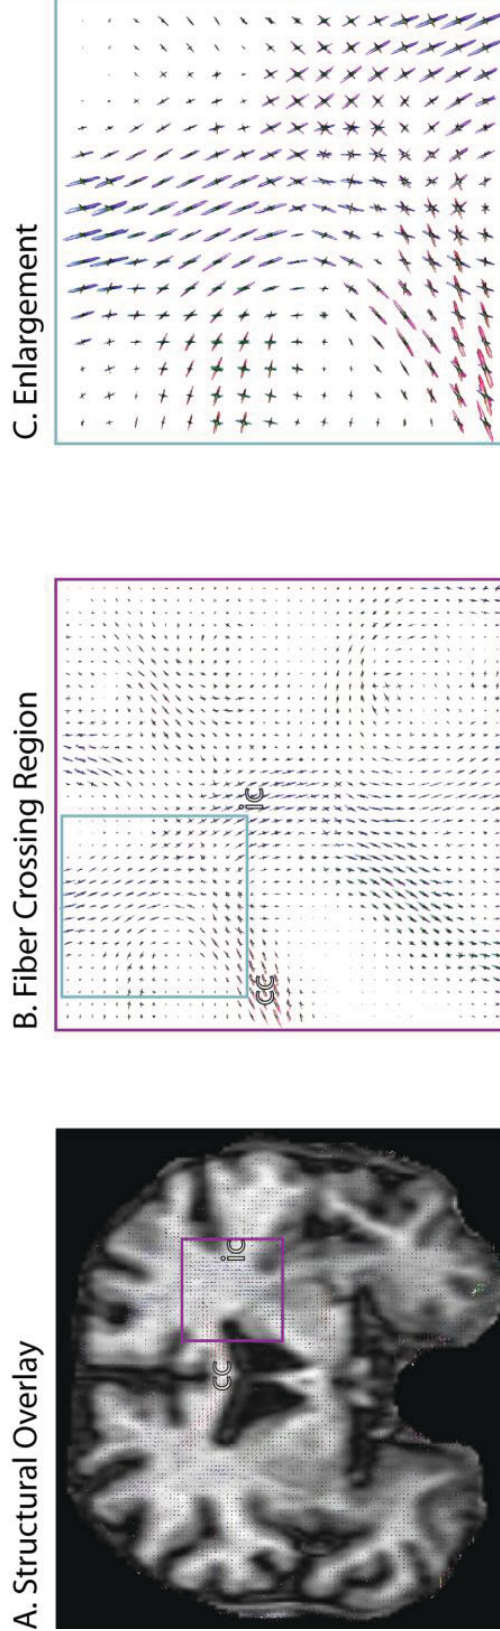 A. Structural Overlay
cc
ic
B. Fiber Crossing Region
cc
ic
C. Enlargement